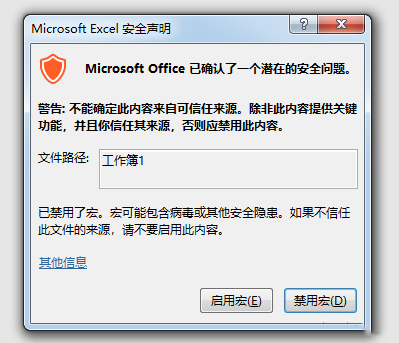 Microsoft Excel 安全声明
Microsoft Office 已确认了一个潜在的安全问题。
警告: 不能确定此内容来自可信任来源。除非此内容提供关键
功能，并且你信任其来源，否则应禁用此内容。
文件路径: 工作簿1
已禁用了宏。宏可能包含病毒或其他安全隐患。如果不信任
此文件的来源，请不要启用此内容。
其他信息
启用宏(E) 禁用宏(D)